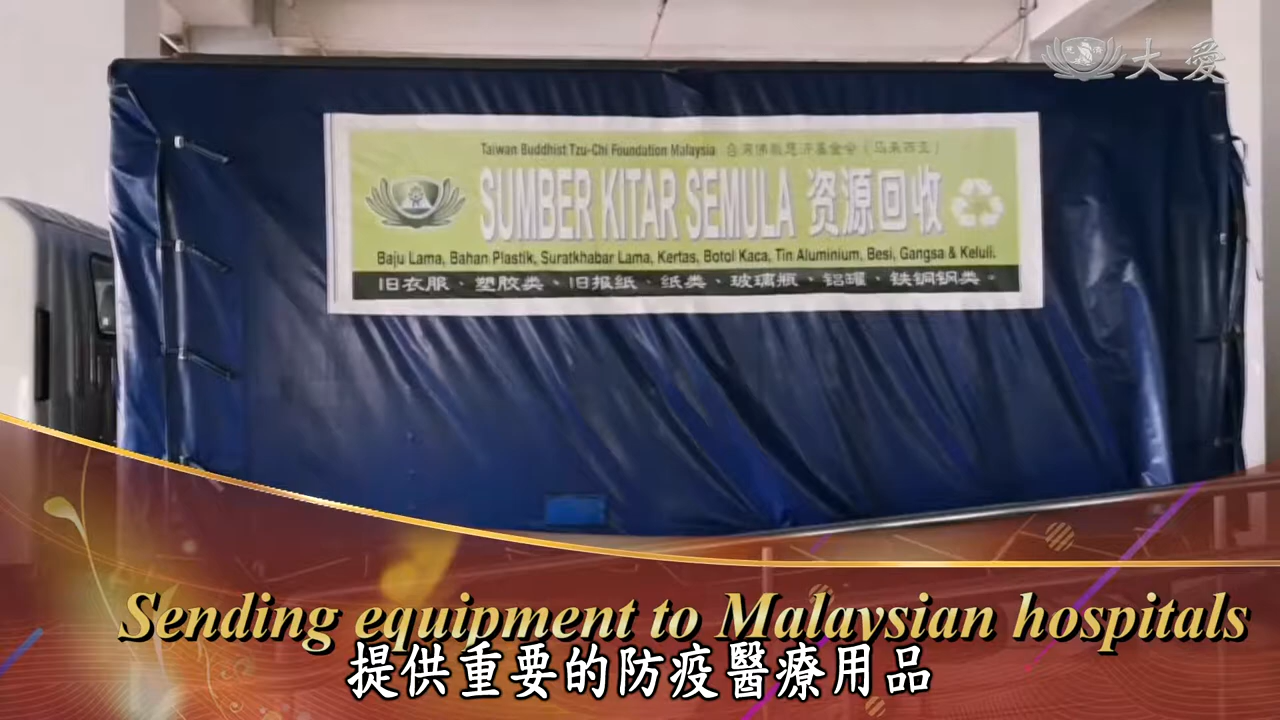 大愛
Taiwan Buddhist Tzu-Chi Foundation Malaysia 台湾佛教慈济基金会（马来西亚）
SUMBER KITAR SEMULA 资源回收
Baju Lama, Bahan Plastik, Suratkhabar Lama, Kertas, Botol Kaca, Tin Aluminium, Besi, Gangsa & Keluli.
旧衣服、塑胶类、旧报纸、纸类、玻璃瓶、铝罐、铁铜钢类。
Sending equipment to Malaysian hospitals
提供重要的防疫醫療用品